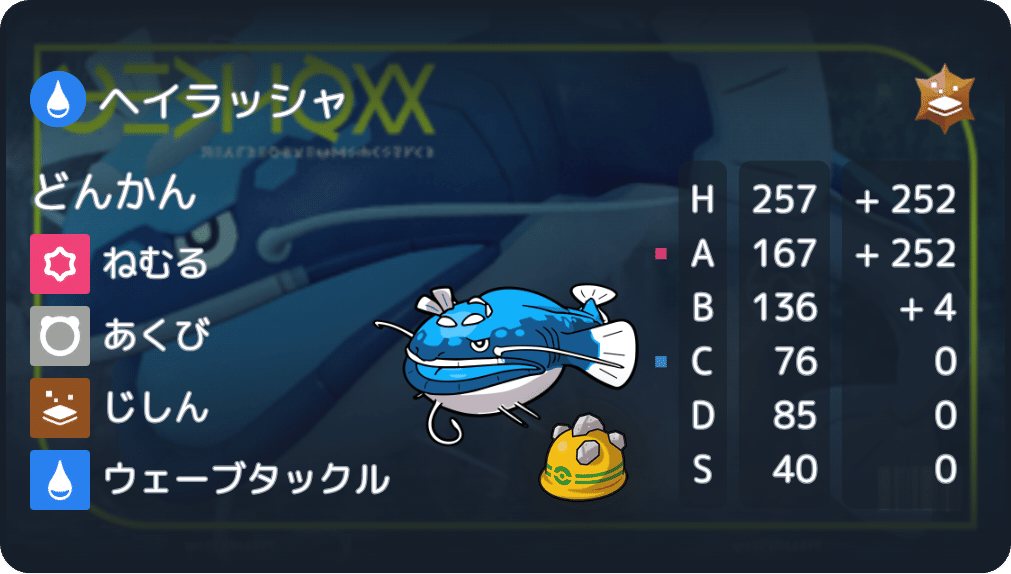 ヘイラッシャ
どんかん
ねむる
あくび
じしん
ウェーブタックル
H 257 +252
A 167 +252
B 136 +4
C 76 0
D 85 0
S 40 0